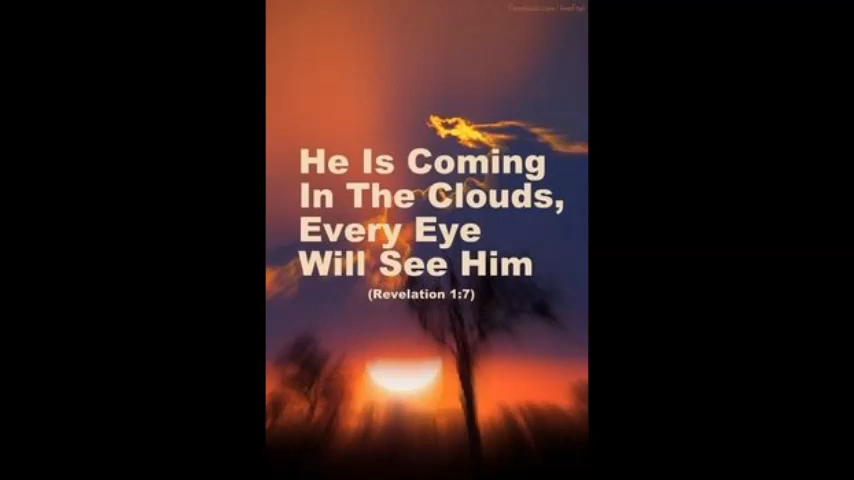 He Is Coming
In The Clouds,
Every Eye
Will See Him
(Revelation 1:7)